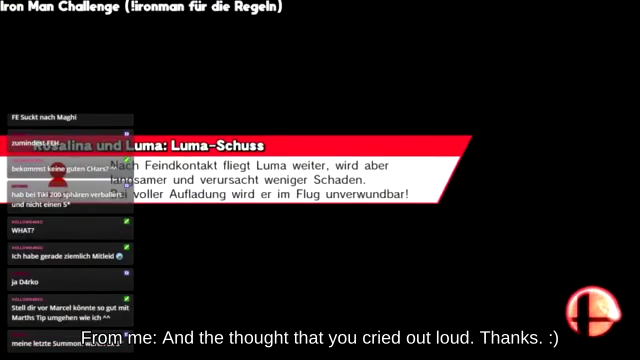 Iron Man Challenge (!ironman für die Regeln)
FE Suckt nach Maghi
zumindest FEH
bekommst keine guten CHars?
hab bei Tiki 200 sphären verballert
und nicht einen 5*
WHAT?
Ich habe gerade ziemlich Mitleid
ja D4rko
Stell dir vor Marcel könnte so gut mit
Marths Tip umgehen wie ich ^^
meine letzte Summon
Rosalina und Luma: Luma-Schuss
Nach Feindkontakt fliegt Luma weiter, wird aber
langsamer und verursacht weniger Schaden.
voller Aufladung wird er im Flug unverwundbar!
From me: And the thought that you cried out loud. Thanks. :)